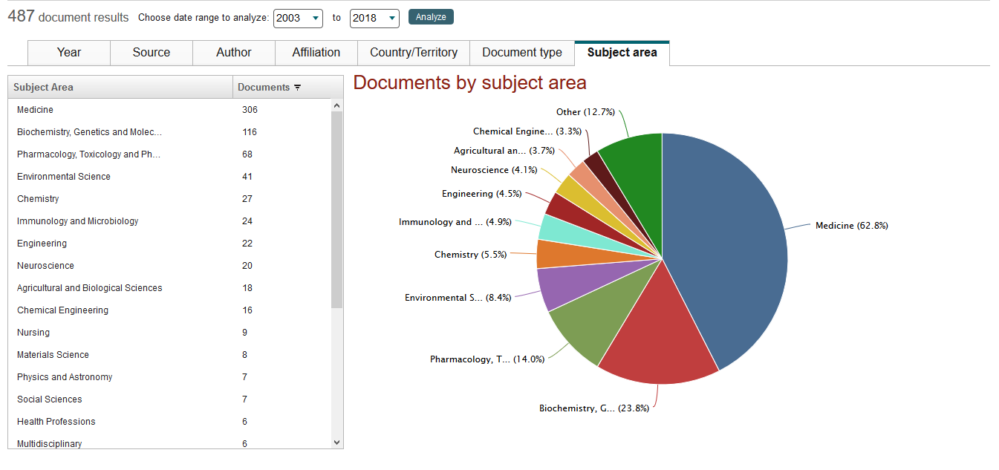 487 document results Choose date range to analyze: 2003 to 2018 Analyze
Year Source Author Affiliation Country/Territory Document type Subject area
Subject Area Documents
Medicine 306
Biochemistry, Genetics and Molec... 116
Pharmacology, Toxicology and Ph... 68
Environmental Science 41
Chemistry 27
Immunology and Microbiology 24
Engineering 22
Neuroscience 20
Agricultural and Biological Sciences 18
Chemical Engineering 16
Nursing 9
Materials Science 8
Physics and Astronomy 7
Social Sciences 7
Health Professions 6
Multidisciplinary 6
Documents by subject area
Other (12.7%)
Chemical Engine... (3.3%)
Agricultural an... (3.7%)
Neuroscience (4.1%)
Engineering (4.5%)
Immunology and ... (4.9%)
Medicine (62.8%)
Chemistry (5.5%)
Environmental S... (8.4%)
Pharmacology, T... (14.0%)
Biochemistry, G... (23.8%)